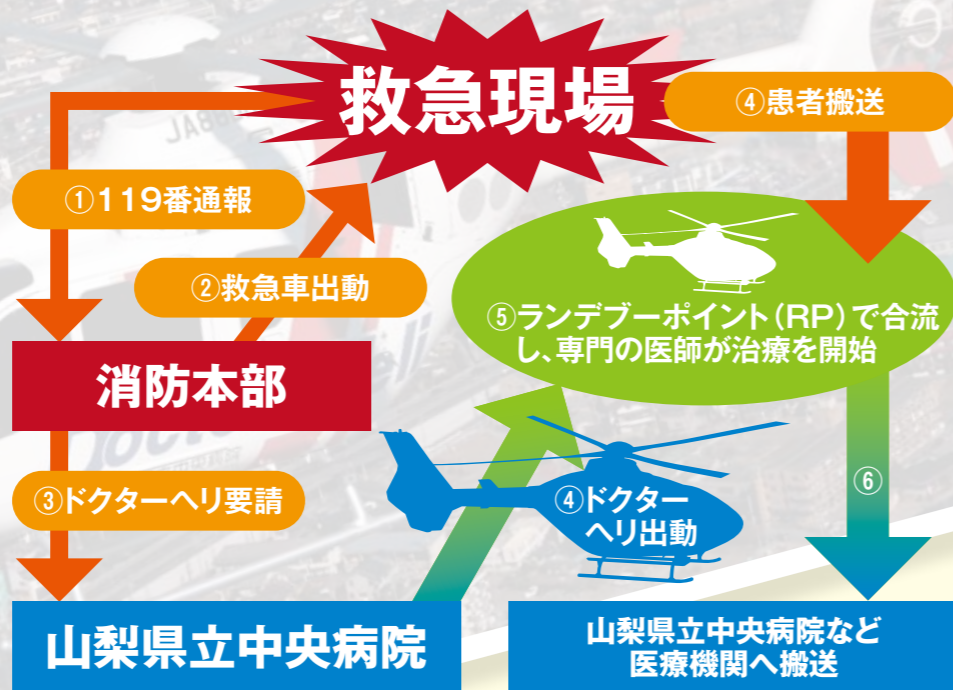 救急現場
④患者搬送
①119番通報
②救急車出動
⑤ランデブーポイント(RP)で合流
し、専門の医師が治療を開始
消防本部
③ドクターヘリ要請
④ドクター
ヘリ出動
⑥
山梨県立中央病院
山梨県立中央病院など
医療機関へ搬送